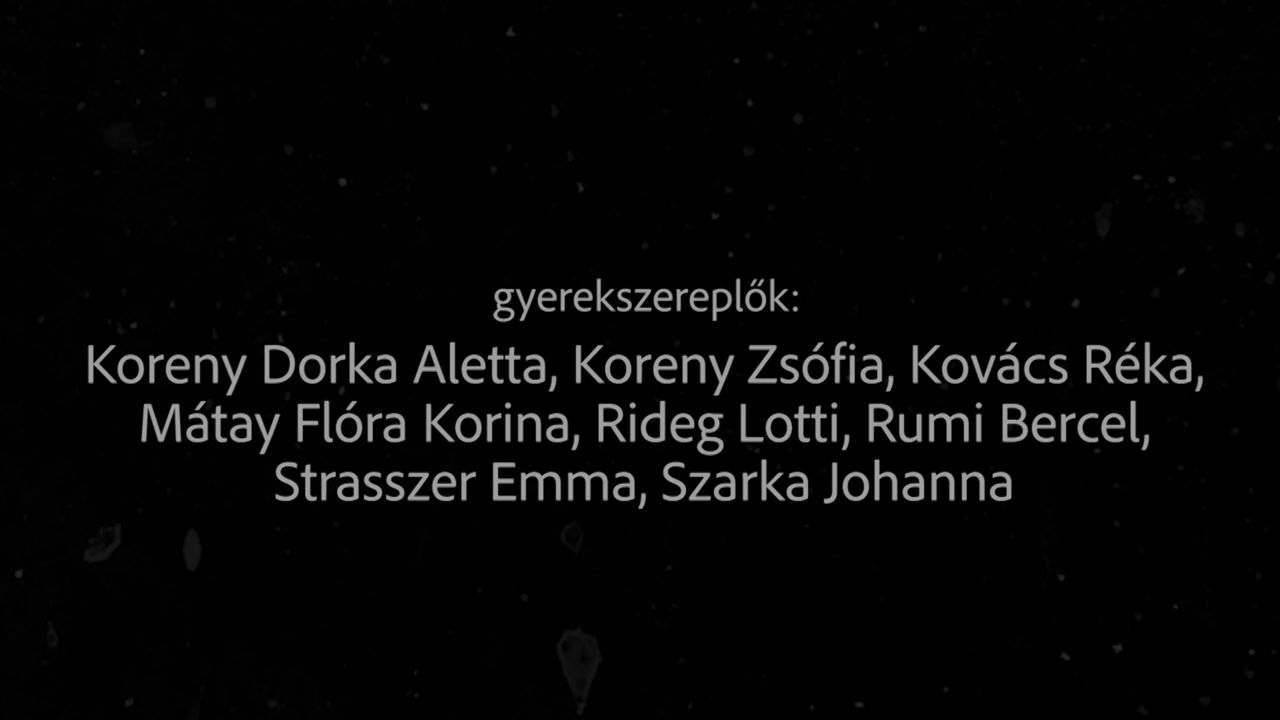 gyerekszereplők:
Koreny Dorka Aletta, Koreny Zsófia, Kovács Réka,
Mátay Flóra Korina, Rideg Lotti, Rumi Bercel,
Strasszer Emma, Szarka Johanna